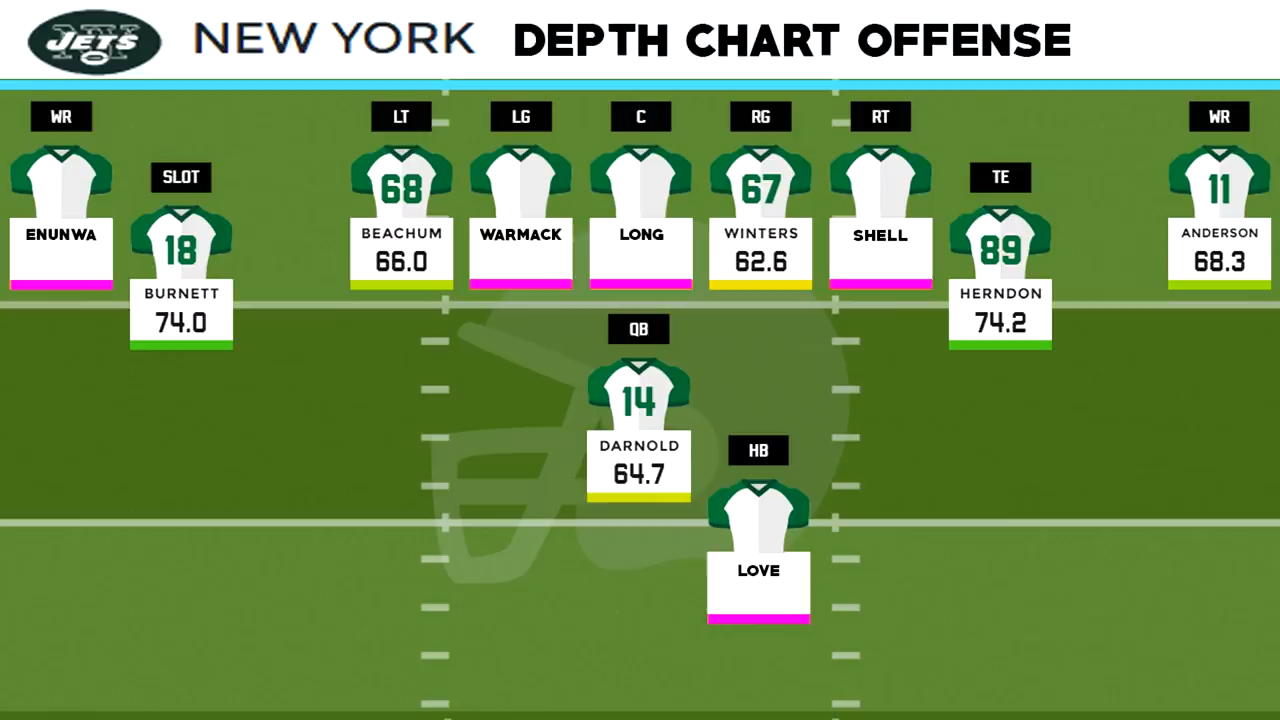 NY JETS
NEW YORK
DEPTH CHART OFFENSE
WR
ENUNWA
SLOT
18
BURNETT
74.0
LT
68
BEACHUM
66.0
LG
WARMACK
C
LONG
RG
67
WINTERS
62.6
RT
SHELL
TE
89
HERNDON
74.2
WR
11
ANDERSON
68.3
QB
14
DARNOLD
64.7
HB
LOVE